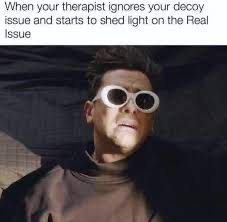 When your therapist ignores your decoy
issue and starts to shed light on the Real
Issue